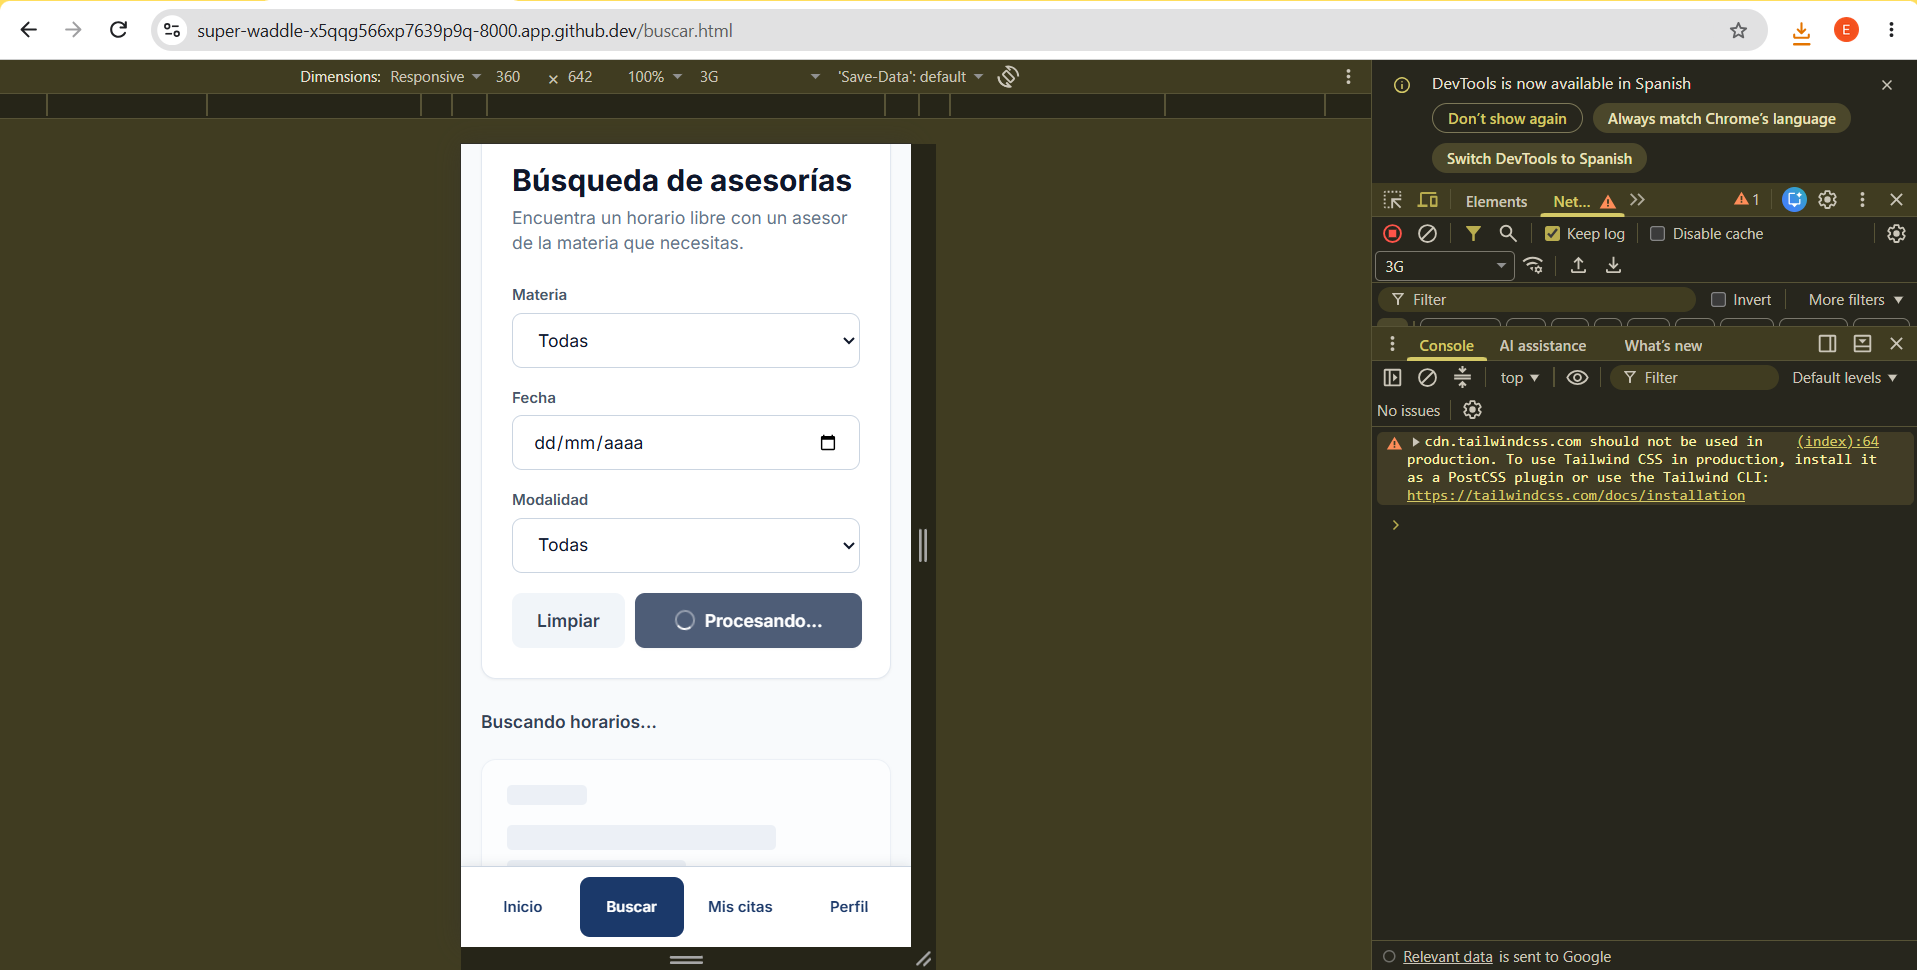 super-waddle-x5qqg566xp7639p9q-8000.app.github.dev/buscar.html
E
Dimensions: Responsive 360 × 642 100% 3G 'Save-Data': default
Búsqueda de asesorías
Encuentra un horario libre con un asesor
de la materia que necesitas.
Materia
Todas
Fecha
dd/mm/aaaa
Modalidad
Todas
Limpiar Procesando...
Buscando horarios...
Inicio Buscar Mis citas Perfil
DevTools is now available in Spanish
Don't show again Always match Chrome's language
Switch DevTools to Spanish
Elements Net... 1
Keep log Disable cache
3G
Filter Invert More filters
Console AI assistance What's new
top Filter Default levels
No issues
cdn.tailwindcss.com should not be used in (index):64
production. To use Tailwind CSS in production, install it
as a PostCSS plugin or use the Tailwind CLI:
https://tailwindcss.com/docs/installation
Relevant data is sent to Google